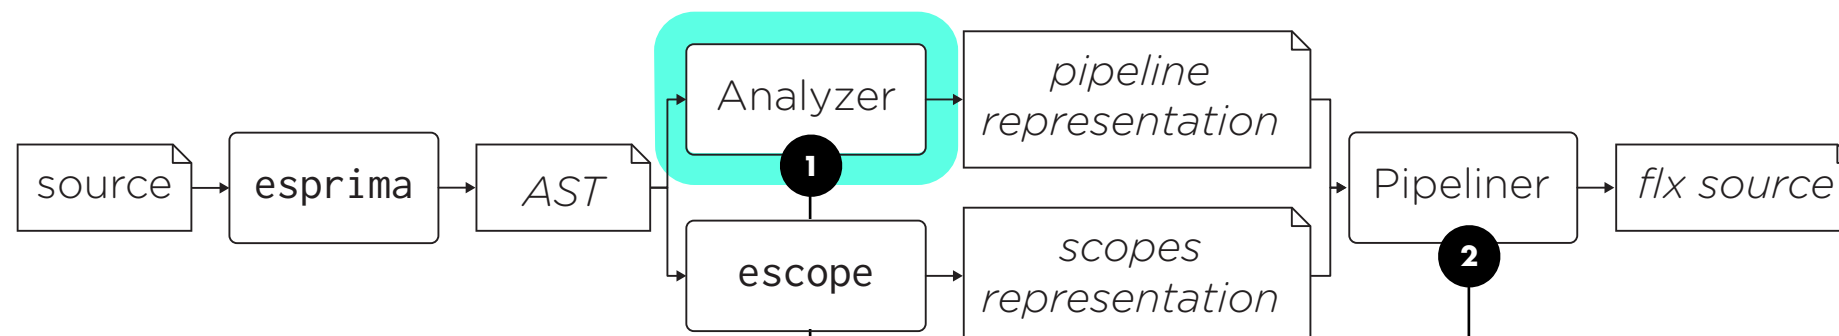 source
esprima
AST
Analyzer
1
escope
pipeline
representation
scopes
representation
Pipeliner
2
flx source